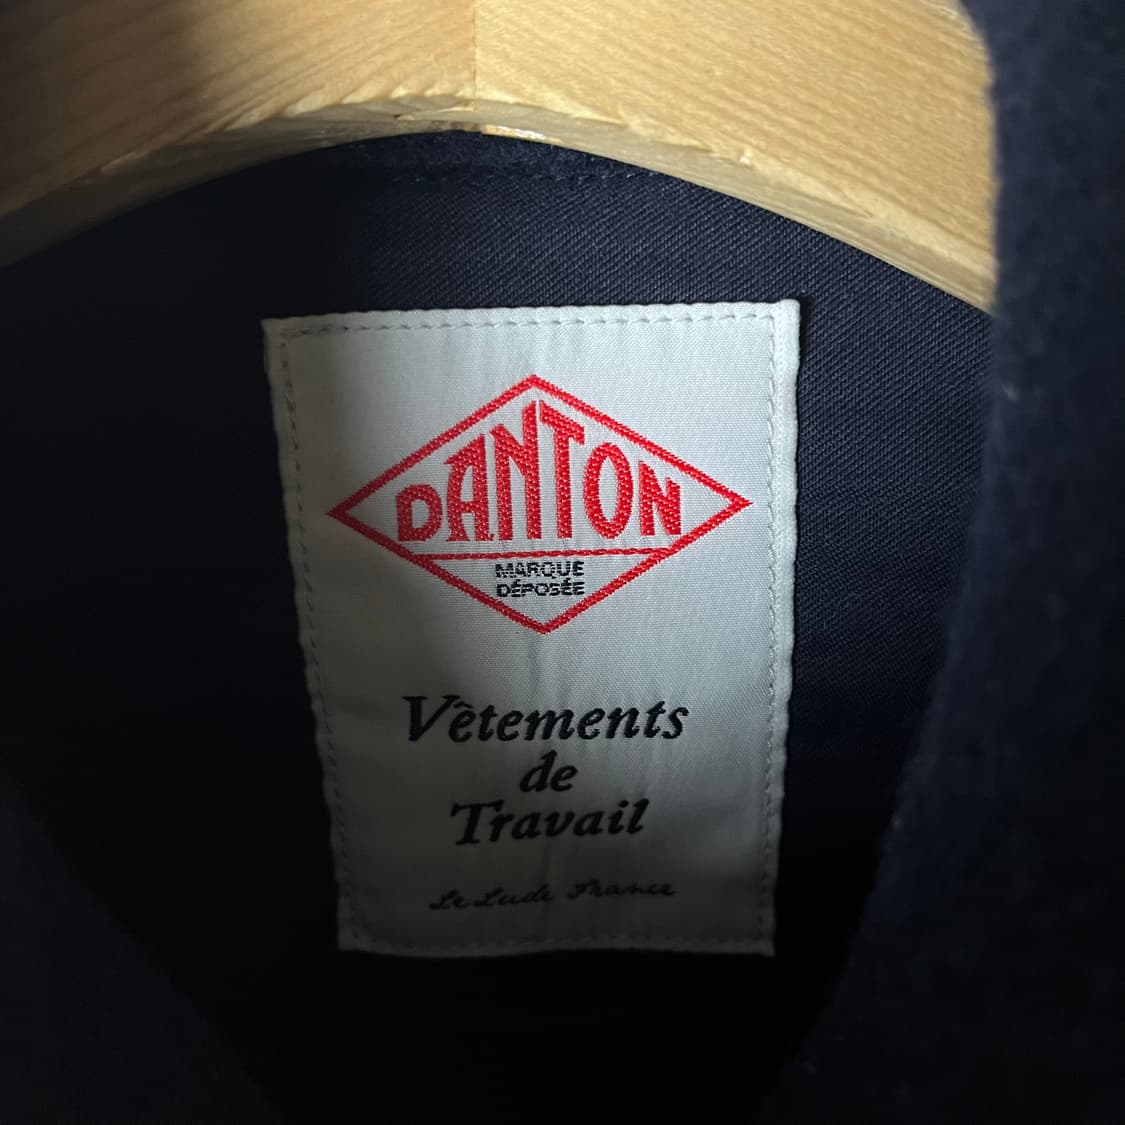 DANTON
MARQUE
DÉPOSÉE
Vêtements
de
Travail
Le Lude France